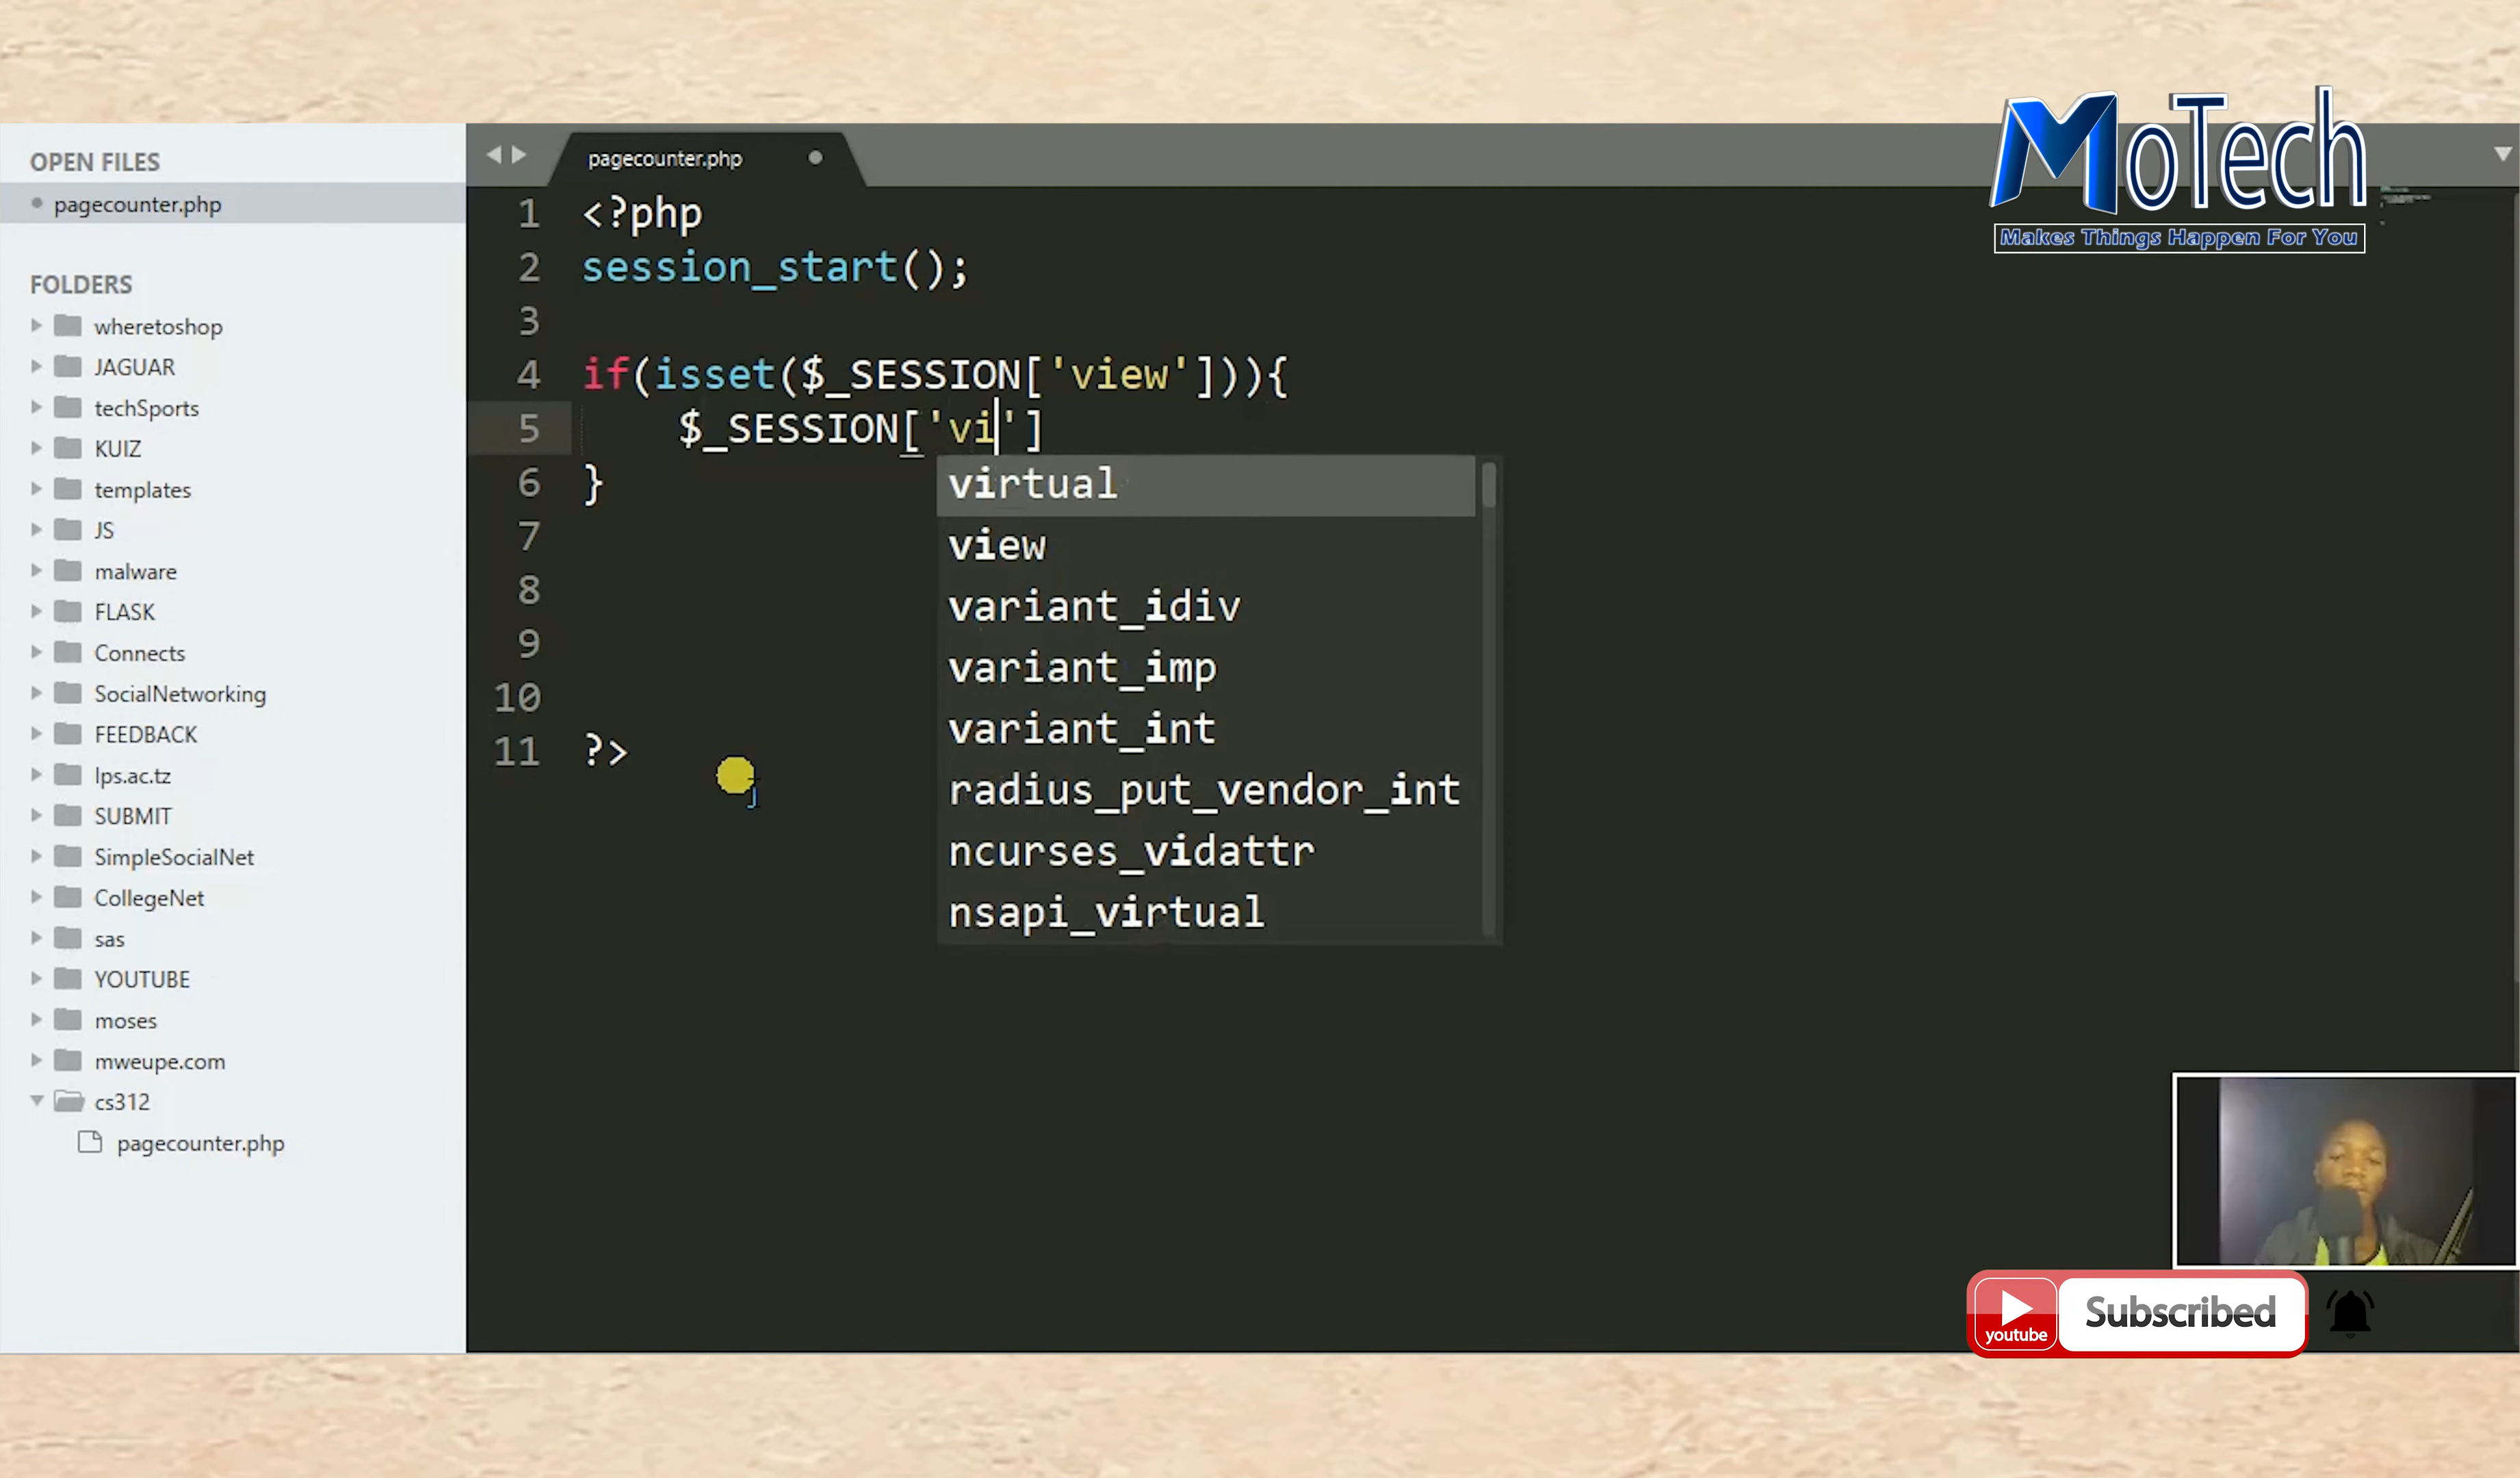 MoTech
Makes Things Happen For You
OPEN FILES
pagecounter.php
FOLDERS
wheretoshop
JAGUAR
techSports
KUIZ
templates
JS
malware
FLASK
Connects
SocialNetworking
FEEDBACK
lps.ac.tz
SUBMIT
SimpleSocialNet
CollegeNet
sas
YOUTUBE
moses
mweupe.com
cs312
pagecounter.php
pagecounter.php
1 <?php
2 session_start();
3
4 if(isset($_SESSION['view'])){
5 $_SESSION['vi']
6 }
7
8
9
10
11 ?>
virtual
view
variant_idiv
variant_imp
variant_int
radius_put_vendor_int
ncurses_vidattr
nsapi_virtual
youtube
Subscribed